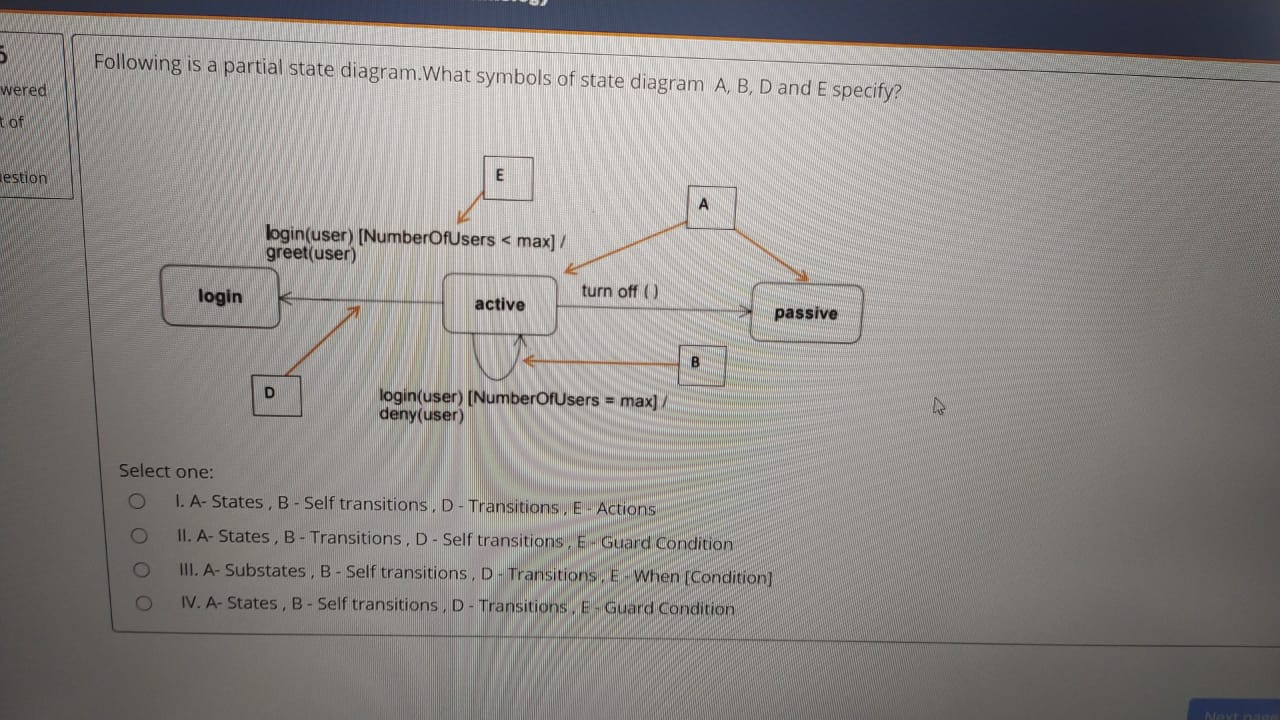 5
wered
t of
estion
Following is a partial state diagram.What symbols of state diagram A, B, D and E specify?
E
A
login(user) [NumberOfUsers < max] /
greet(user)
login
active
turn off ( )
passive
B
D
login(user) [NumberOfUsers = max] /
deny(user)
Select one:
I. A- States , B - Self transitions , D - Transitions , E - Actions
II. A- States , B - Transitions , D - Self transitions , E - Guard Condition
III. A- Substates , B - Self transitions , D - Transitions , E - When [Condition]
IV. A- States , B - Self transitions , D - Transitions , E - Guard Condition
Next page